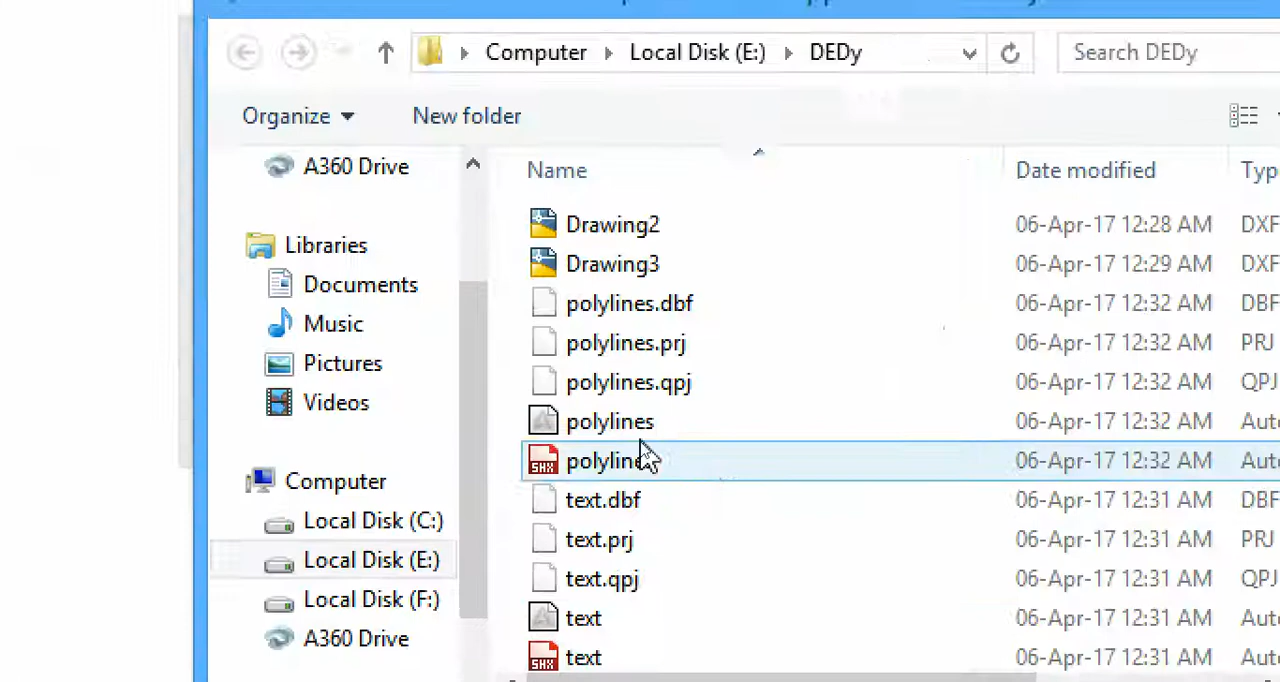 Computer Local Disk (E:) DEDy Search DEDy
Organize New folder
A360 Drive
Libraries
Documents
Music
Pictures
Videos
Computer
Local Disk (C:)
Local Disk (E:)
Local Disk (F:)
A360 Drive
Name Date modified
Drawing2 06-Apr-17 12:28 AM DXF
Drawing3 06-Apr-17 12:29 AM DXF
polylines.dbf 06-Apr-17 12:32 AM DBF
polylines.prj 06-Apr-17 12:32 AM PRJ
polylines.qpj 06-Apr-17 12:32 AM QPJ
polylines 06-Apr-17 12:32 AM
SHX 06-Apr-17 12:32 AM
text.dbf 06-Apr-17 12:31 AM DBF
text.prj 06-Apr-17 12:31 AM PRJ
text.qpj 06-Apr-17 12:31 AM QPJ
text 06-Apr-17 12:31 AM
SHX text 06-Apr-17 12:31 AM